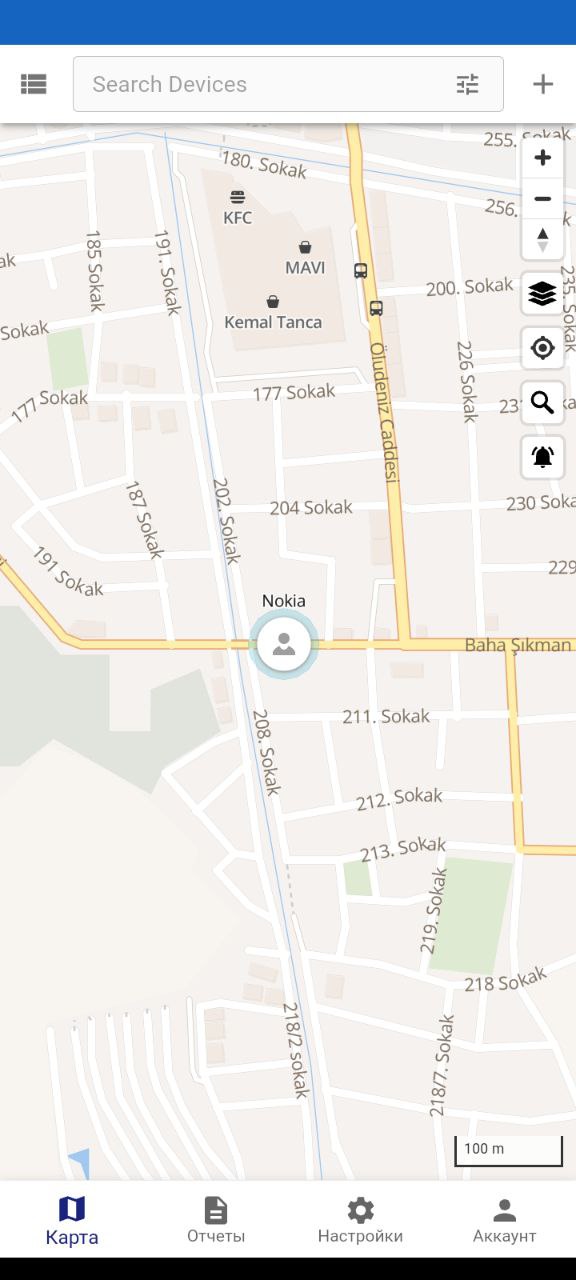 Search Devices
255. Sokak
180. Sokak
256.
KFC
185 Sokak
191. Sokak
MAVI
235. Sokak
200. Sokak
Kemal Tanca
Sokak
226 Sokak
Ölüdeniz Caddesi
177 Sokak
177 Sokak
202. Sokak
187 Sokak
204 Sokak
230 Soka
191 Sokak
229
Nokia
Baha Şıkman
208. Sokak
211. Sokak
212. Sokak
213. Sokak
219. Sokak
218 Sokak
218/2 sokak
218/7. Sokak
100 m
Карта
Отчеты
Настройки
Аккаунт